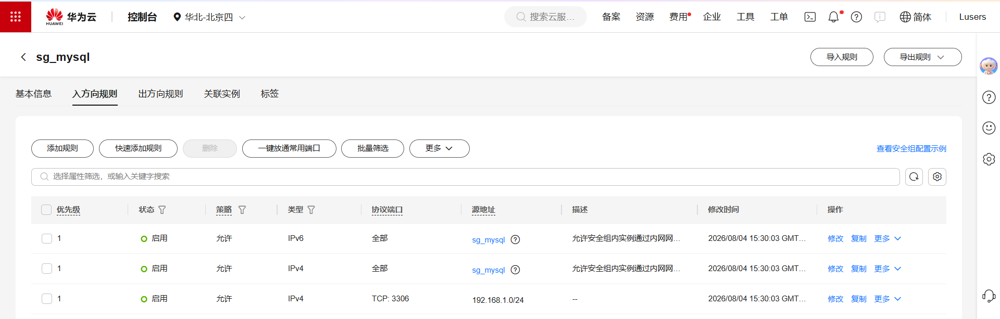 HUAWEI 华为云 控制台 华北-北京四 搜索云服... 备案 资源 费用 企业 工具 工单 简体 Lusers
sg_mysql 导入规则 导出规则
基本信息 入方向规则 出方向规则 关联实例 标签
添加规则 快速添加规则 删除 一键放通常用端口 批量筛选 更多 查看安全组配置示例
选择属性筛选，或输入关键字搜索
优先级 状态 策略 类型 协议端口 源地址 描述 修改时间 操作
1 启用 允许 IPv6 全部 sg_mysql 允许安全组内实例通过内网网... 2026/08/04 15:30:03 GMT... 修改 复制 更多
1 启用 允许 IPv4 全部 sg_mysql 允许安全组内实例通过内网网... 2026/08/04 15:30:03 GMT... 修改 复制 更多
1 启用 允许 IPv4 TCP: 3306 192.168.1.0/24 -- 2026/08/04 15:30:03 GMT... 修改 复制 更多